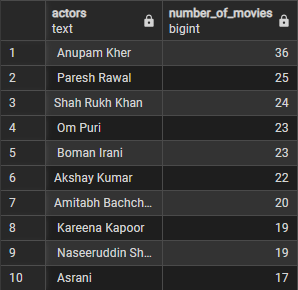 actors number_of_movies
text bigint
1 Anupam Kher 36
2 Paresh Rawal 25
3 Shah Rukh Khan 24
4 Om Puri 23
5 Boman Irani 23
6 Akshay Kumar 22
7 Amitabh Bachch... 20
8 Kareena Kapoor 19
9 Naseeruddin Sh... 19
10 Asrani 17